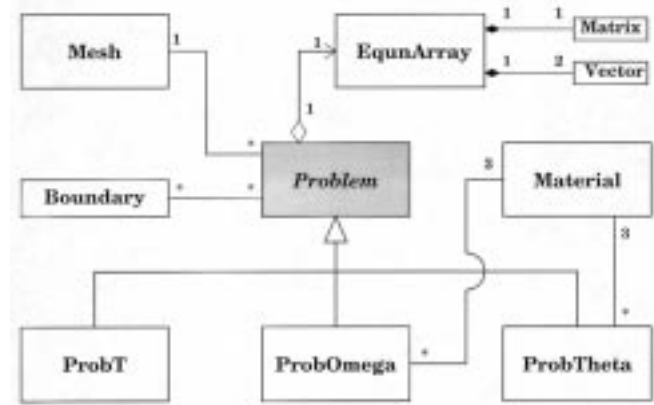 Mesh
1
1
EqunArray
1
1
Matrix
1
2
Vector
1
*
Problem
Boundary
*
*
3
Material
3
*
*
ProbT
ProbOmega
ProbTheta